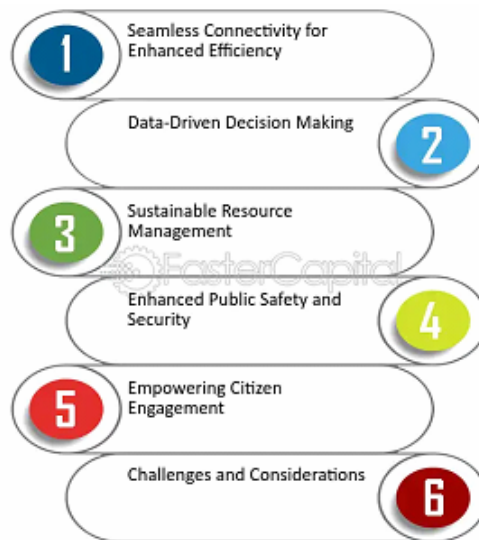 1
Seamless Connectivity for
Enhanced Efficiency
Data-Driven Decision Making
2
3
Sustainable Resource
Management
FasterCapital
Enhanced Public Safety and
Security
4
5
Empowering Citizen
Engagement
Challenges and Considerations
6